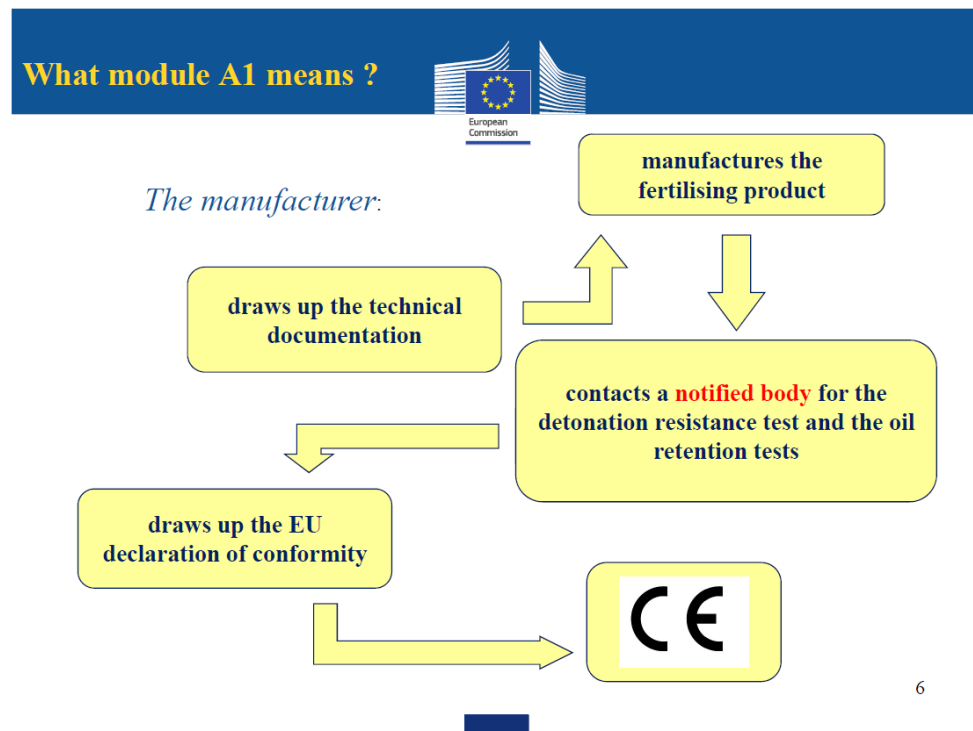 What module A1 means ?
European
Commission
The manufacturer:
manufactures the
fertilising product
draws up the technical
documentation
contacts a notified body for the
detonation resistance test and the oil
retention tests
draws up the EU
declaration of conformity
CE
6